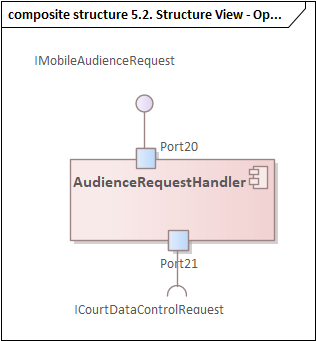 composite structure 5.2. Structure View - Op...
IMobileAudienceRequest
Port20
AudienceRequestHandler
Port21
ICourtDataControlRequest